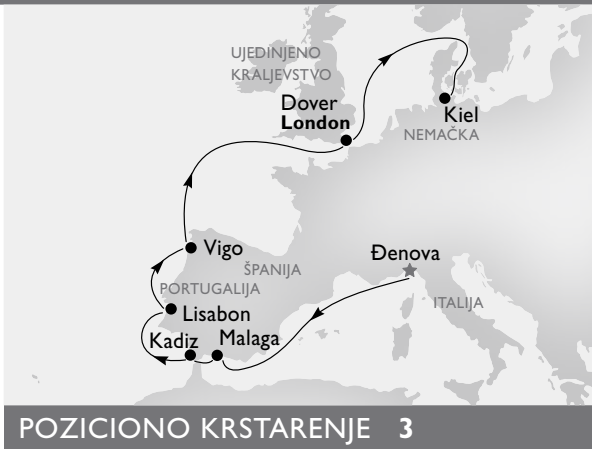 UJEDINJENO
KRALJEVSTVO
Dover
London
Kiel
NEMAČKA
Vigo
ŠPANIJA
Đenova
PORTUGALIJA
ITALIJA
Lisabon
Kadiz
Malaga
POZICIONO KRSTARENJE 3